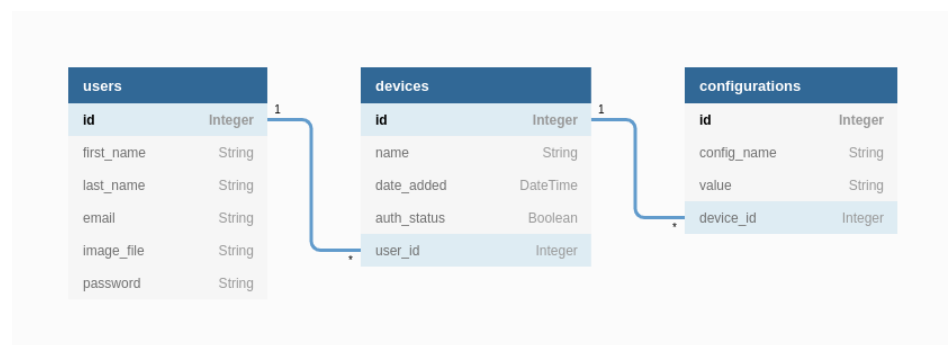 users
id Integer
first_name String
last_name String
email String
image_file String
password String
1
*
devices
id Integer
name String
date_added DateTime
auth_status Boolean
user_id Integer
1
*
configurations
id Integer
config_name String
value String
device_id Integer